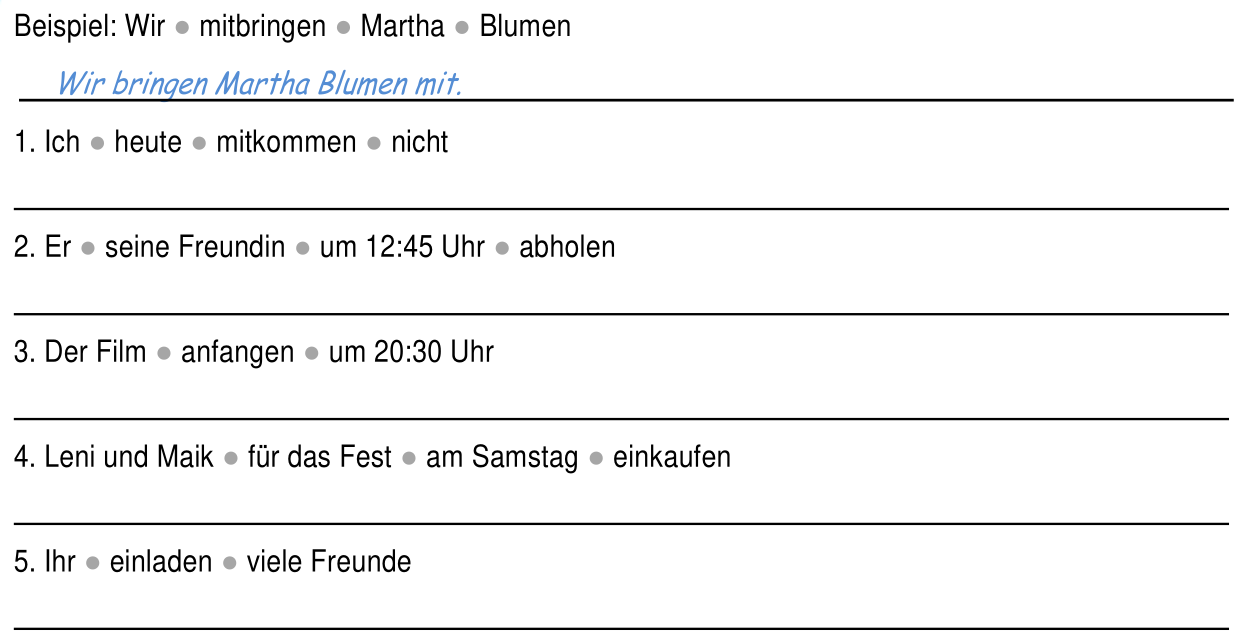 Beispiel: Wir ● mitbringen ● Martha ● Blumen
Wir bringen Martha Blumen mit.
1. Ich ● heute ● mitkommen ● nicht
2. Er ● seine Freundin ● um 12:45 Uhr ● abholen
3. Der Film ● anfangen ● um 20:30 Uhr
4. Leni und Maik ● für das Fest ● am Samstag ● einkaufen
5. Ihr ● einladen ● viele Freunde